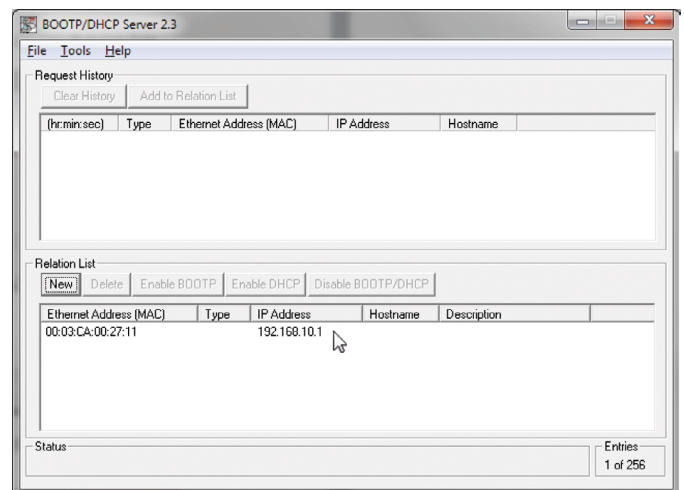 BOOTP/DHCP Server 2.3
File Tools Help
Request History
Clear History Add to Relation List
(hr:min:sec) Type Ethernet Address (MAC) IP Address Hostname
Relation List
New Delete Enable BOOTP Enable DHCP Disable BOOTP/DHCP
Ethernet Address (MAC) Type IP Address Hostname Description
00:03:CA:00:27:11 192.168.10.1
Status
Entries
1 of 256